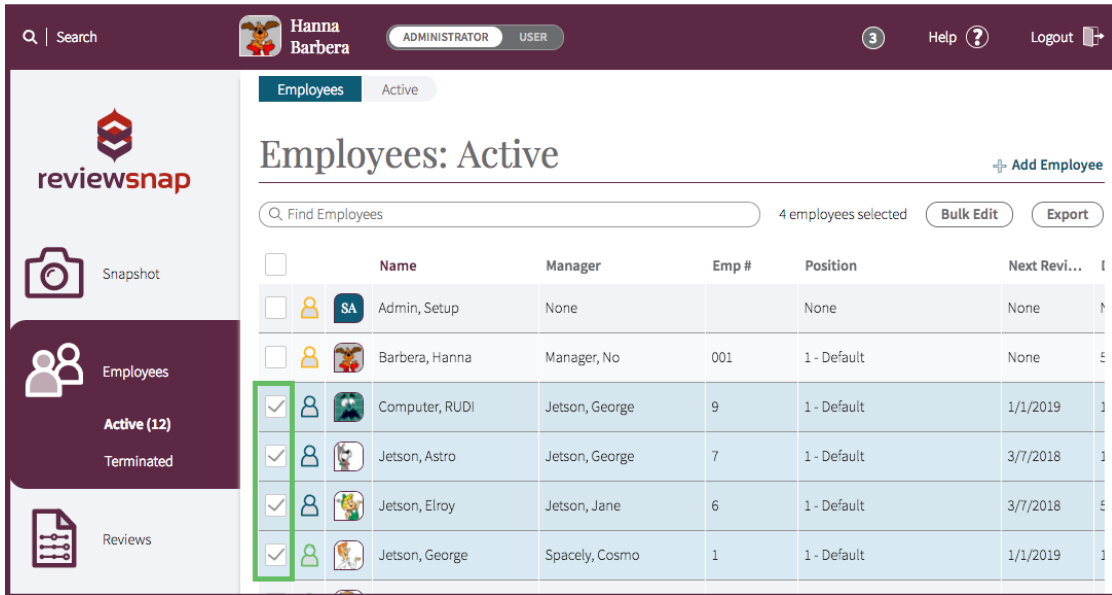 Search
Hanna
Barbera
ADMINISTRATOR USER
3
Help ?
Logout
reviewsnap
Snapshot
Employees
Active (12)
Terminated
Reviews
Employees Active
Employees: Active
Add Employee
Find Employees
4 employees selected
Bulk Edit
Export
Name Manager Emp # Position Next Revi...
SA Admin, Setup None None None
Barbera, Hanna Manager, No 001 1 - Default None
Computer, RUDI Jetson, George 9 1 - Default 1/1/2019
Jetson, Astro Jetson, George 7 1 - Default 3/7/2018
Jetson, Elroy Jetson, Jane 6 1 - Default 3/7/2018
Jetson, George Spacely, Cosmo 1 1 - Default 1/1/2019